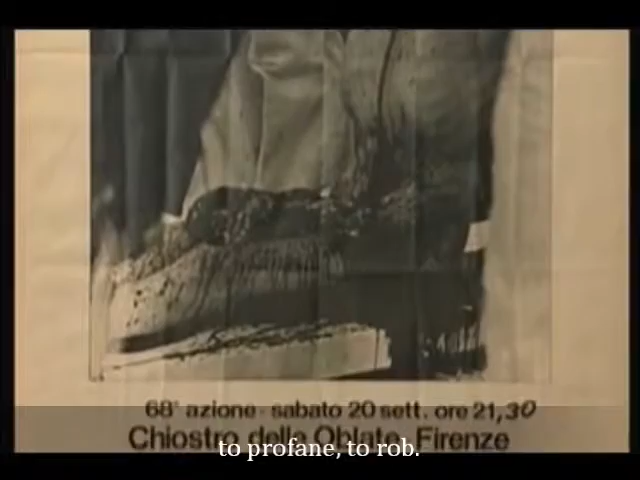 68ª azione - sabato 20 sett. ore 21,30
Chiostro delle Oblate, Firenze
to profane, to rob.